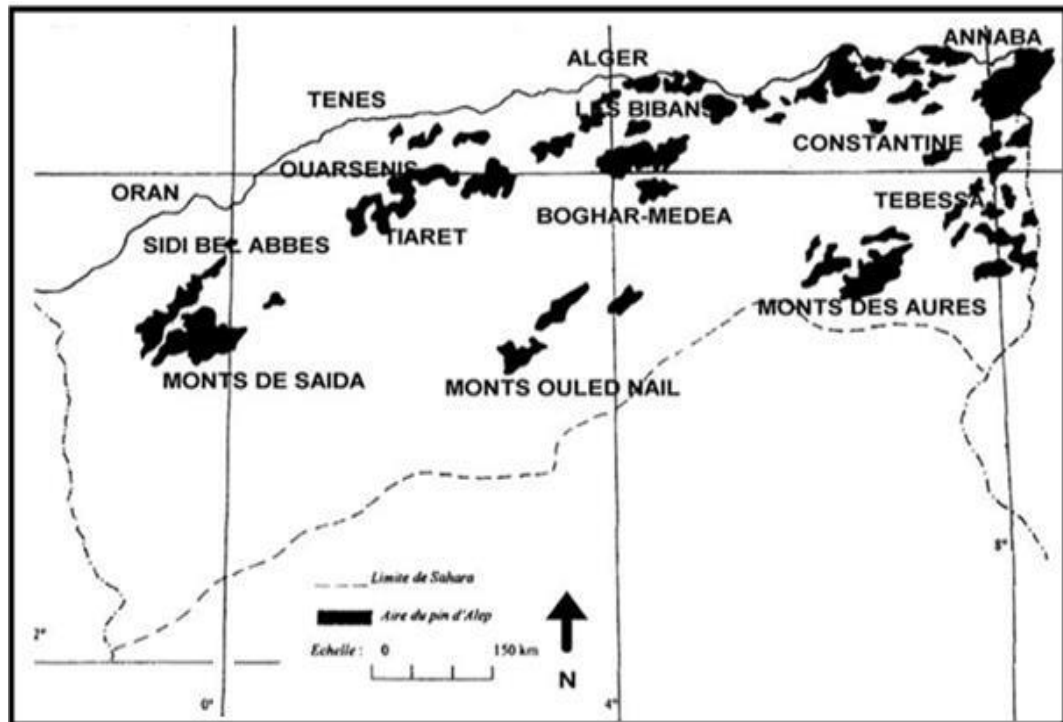 ANNABA
ALGER
TENES
LES BIBANS
CONSTANTINE
OUARSENIS
ORAN
TEBESSA
BOGHAR-MEDEA
TIARET
SIDI BEL ABBES
MONTS DES AURES
MONTS DE SAIDA
MONTS OULED NAIL
8°
Limite de Sahara
Aire du pin d'Alep
Echelle : 0 150 km
N
2°
0°
4°